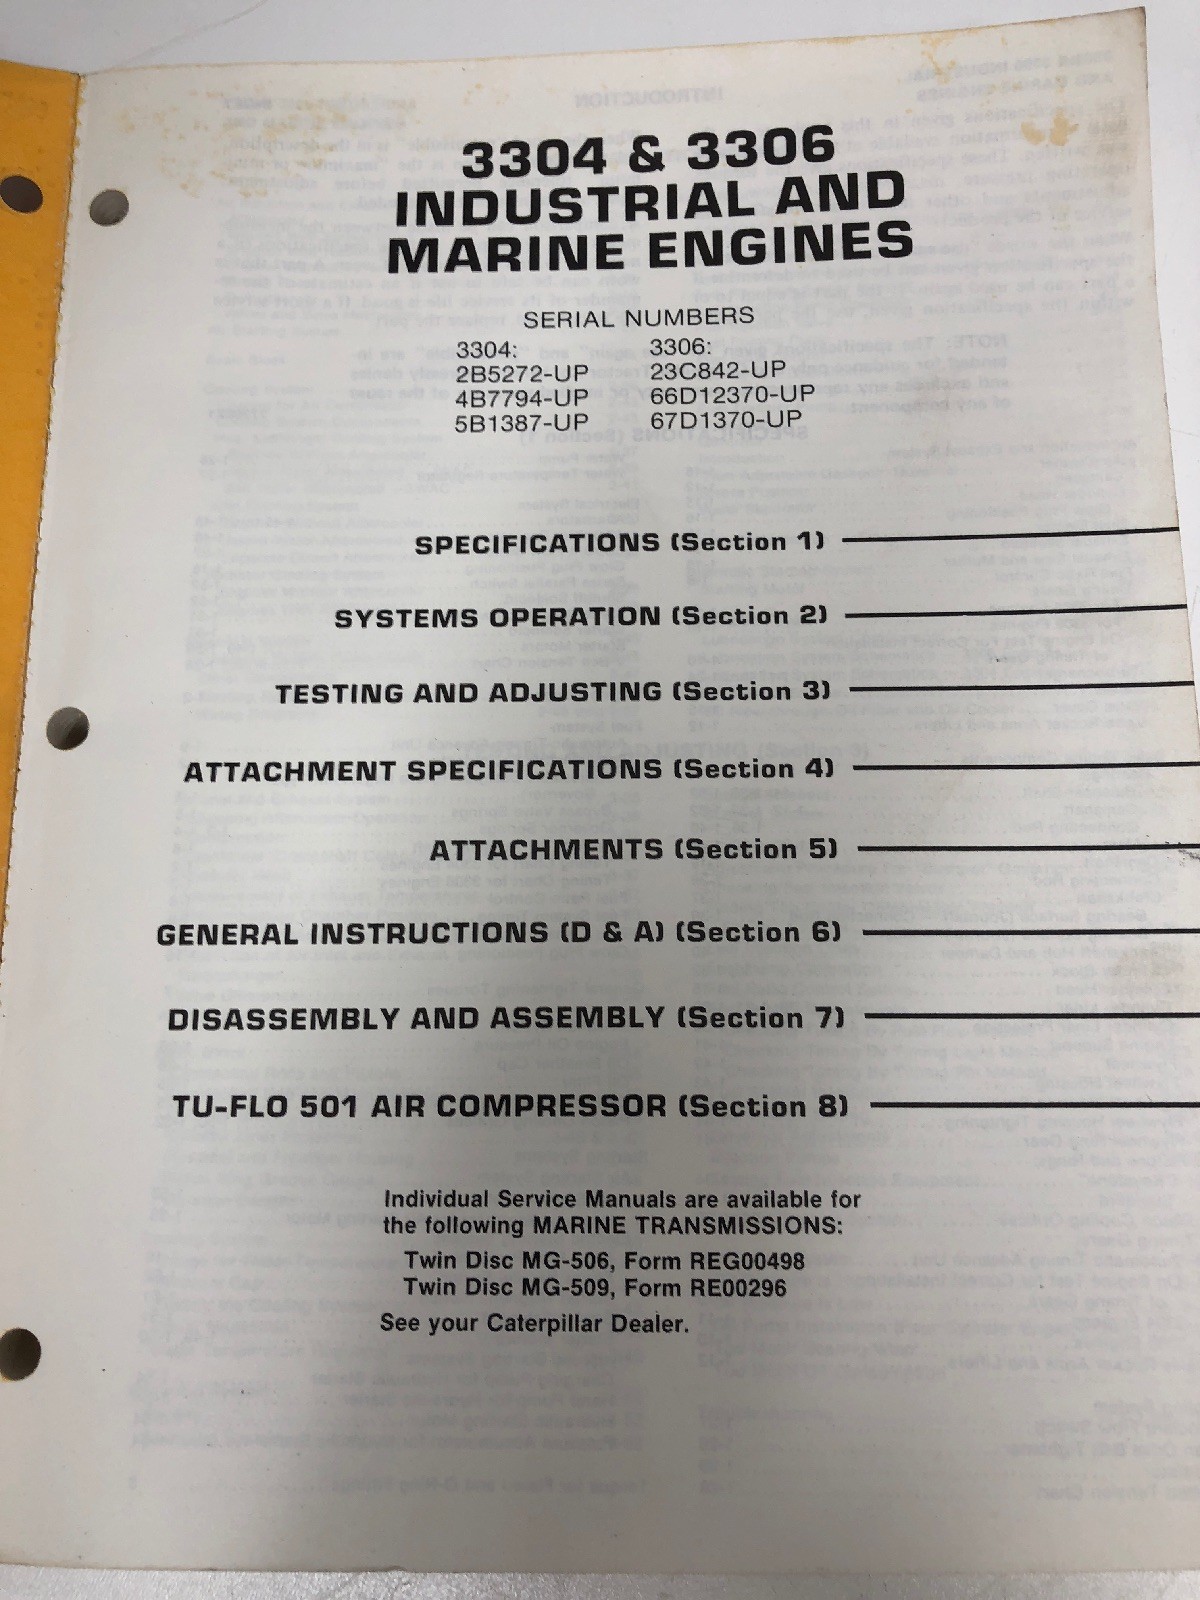 3304 & 3306
INDUSTRIAL AND
MARINE ENGINES
SERIAL NUMBERS
3304: 3306:
2B5272-UP 23C842-UP
4B7794-UP 66D12370-UP
5B1387-UP 67D1370-UP
SPECIFICATIONS (Section 1)
SYSTEMS OPERATION (Section 2)
TESTING AND ADJUSTING (Section 3)
ATTACHMENT SPECIFICATIONS (Section 4)
ATTACHMENTS (Section 5)
GENERAL INSTRUCTIONS (D & A) (Section 6)
DISASSEMBLY AND ASSEMBLY (Section 7)
TU-FLO 501 AIR COMPRESSOR (Section 8)
Individual Service Manuals are available for
the following MARINE TRANSMISSIONS:
Twin Disc MG-506, Form REG00498
Twin Disc MG-509, Form RE00296
See your Caterpillar Dealer.